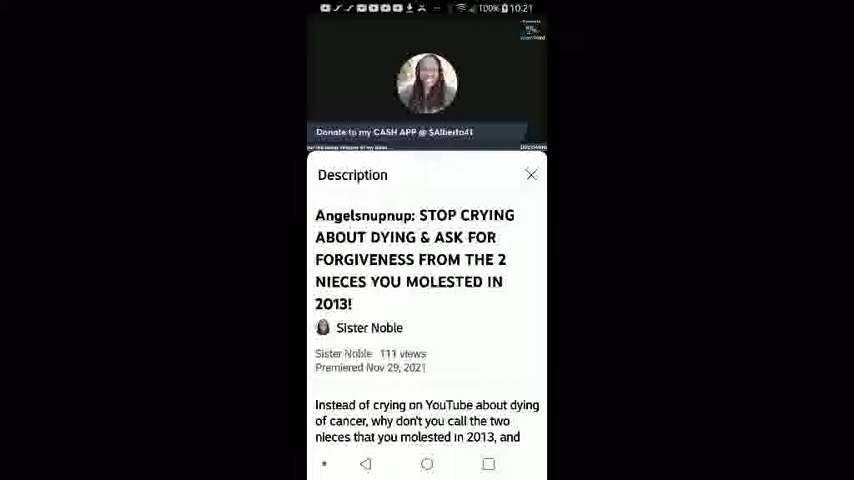 100% 10:21
Donate to my CASH APP @ $Alberta41
UPCOMING
Description
Angelsnupnup: STOP CRYING
ABOUT DYING & ASK FOR
FORGIVENESS FROM THE 2
NIECES YOU MOLESTED IN
2013!
Sister Noble
Sister Noble 111 views
Premiered Nov 29, 2021
Instead of crying on YouTube about dying
of cancer, why don't you call the two
nieces that you molested in 2013, and